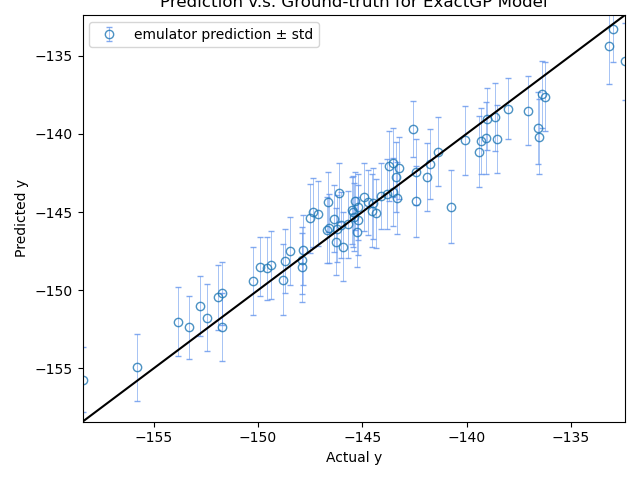 Prediction v.s. Ground-truth for ExactGP Model
emulator prediction ± std
Predicted y
−135
−140
−145
−150
−155
−155
−150
−145
−140
−135
Actual y